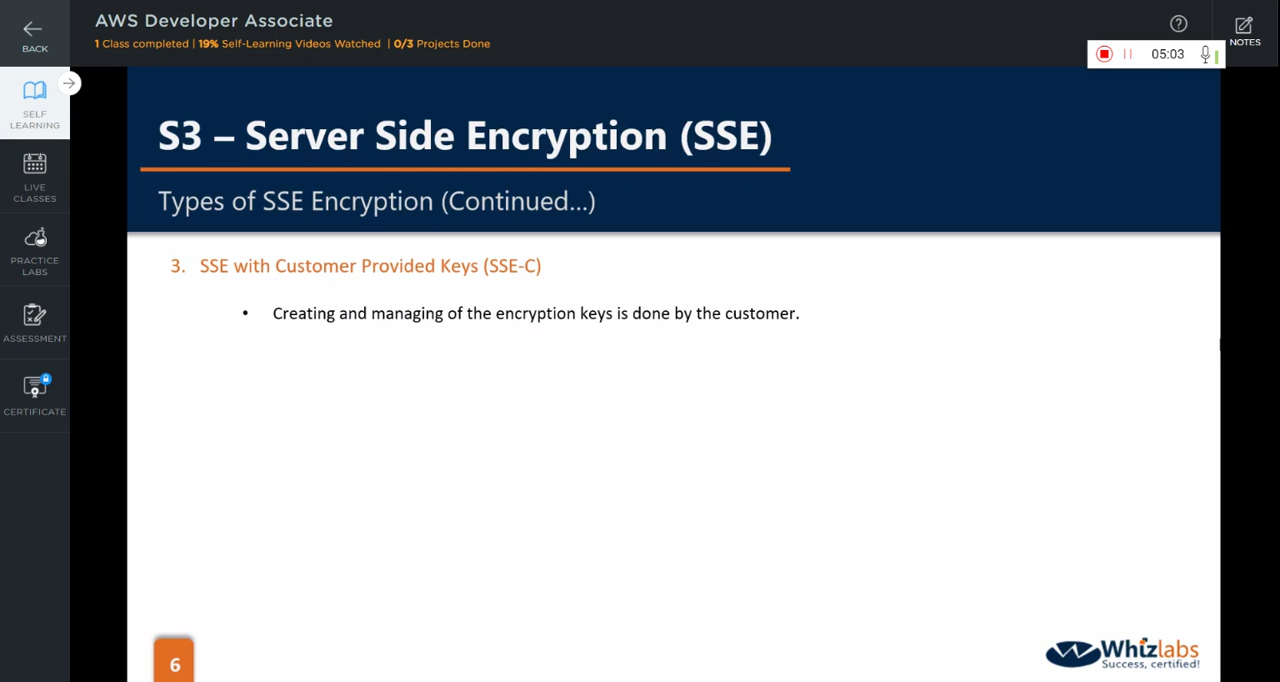 BACK
AWS Developer Associate
1 Class completed | 19% Self-Learning Videos Watched | 0/3 Projects Done
NOTES
05:03
SELF
LEARNING
LIVE
CLASSES
PRACTICE
LABS
ASSESSMENT
CERTIFICATE
S3 – Server Side Encryption (SSE)
Types of SSE Encryption (Continued...)
3. SSE with Customer Provided Keys (SSE-C)
• Creating and managing of the encryption keys is done by the customer.
6
Whizlabs
Success, certified!